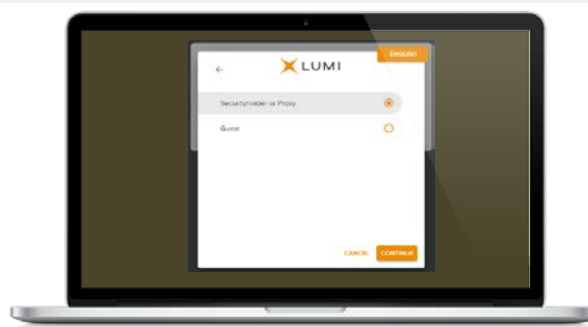 ENGLISH
LUMI
Securityholder or Proxy
Guest
CANCEL CONTINUE